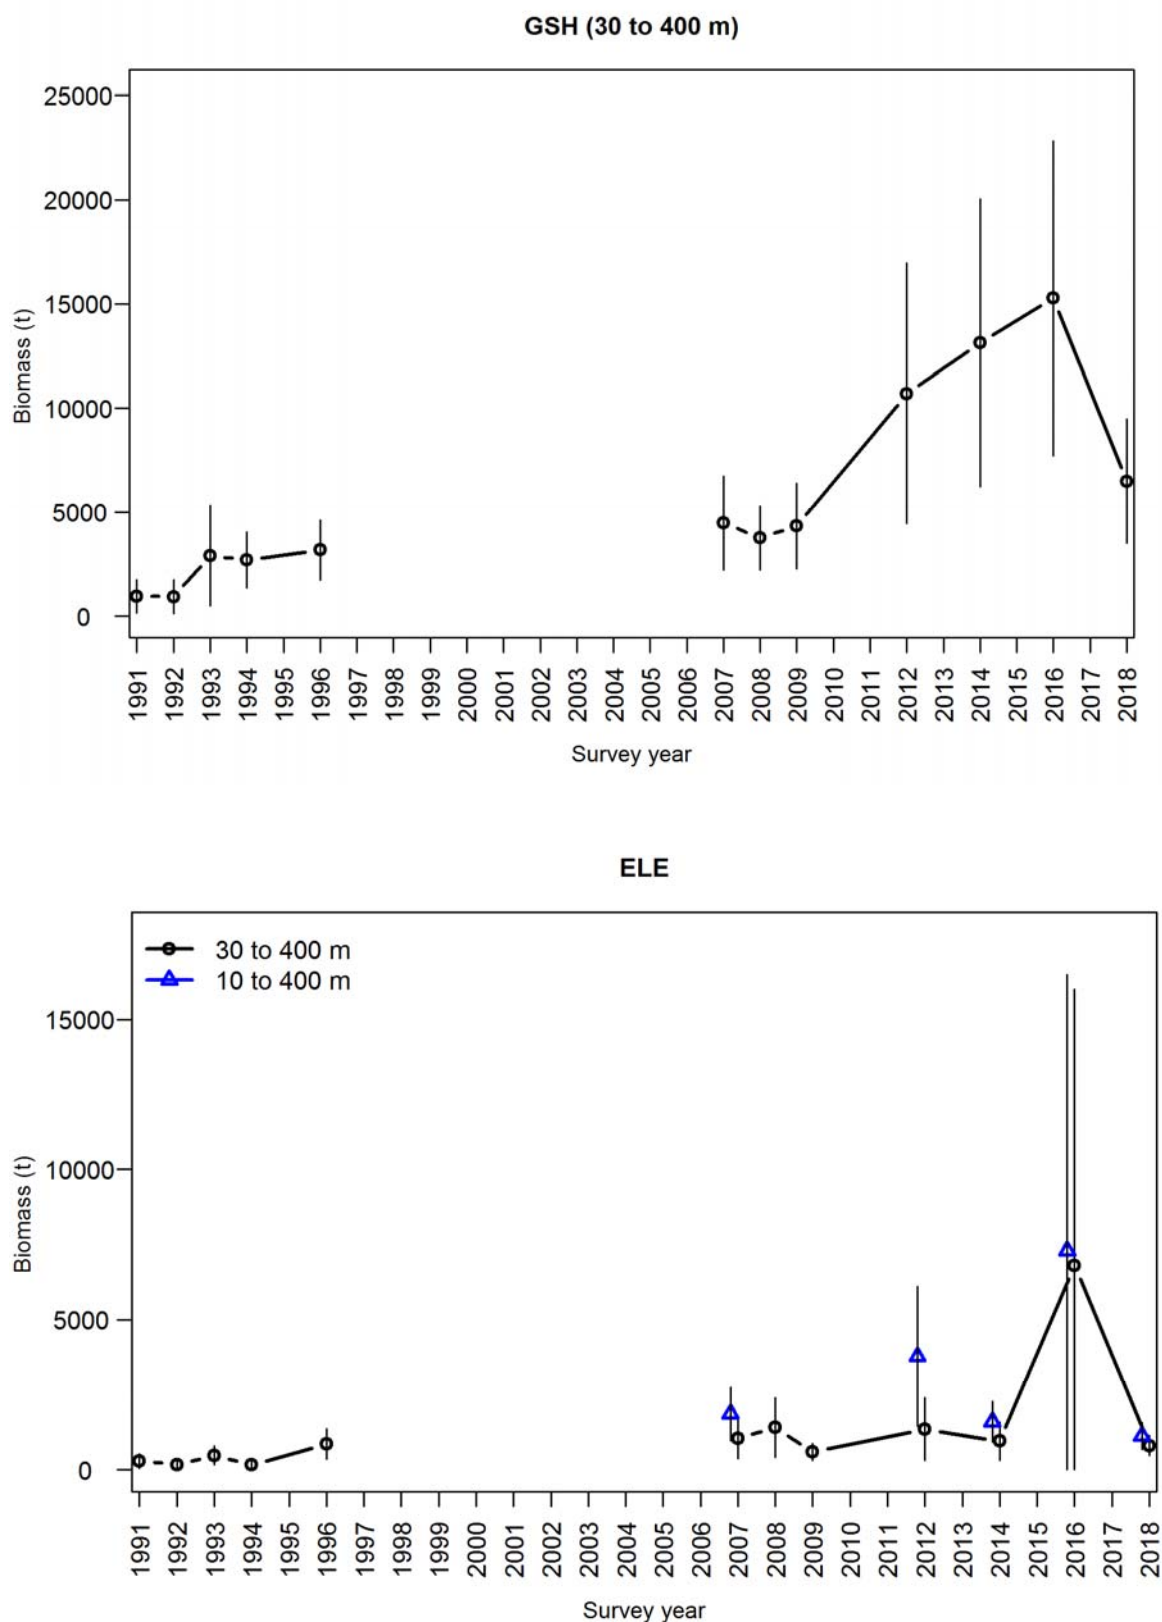 GSH (30 to 400 m)
25000
20000
15000
10000
5000
0
Biomass (t)
1991 1992 1993 1994 1995 1996 1997 1998 1999 2000 2001 2002 2003 2004 2005 2006 2007 2008 2009 2010 2011 2012 2013 2014 2015 2016 2017 2018
Survey year
ELE
30 to 400 m
10 to 400 m
15000
10000
5000
0
Biomass (t)
1991 1992 1993 1994 1995 1996 1997 1998 1999 2000 2001 2002 2003 2004 2005 2006 2007 2008 2009 2010 2011 2012 2013 2014 2015 2016 2017 2018
Survey year